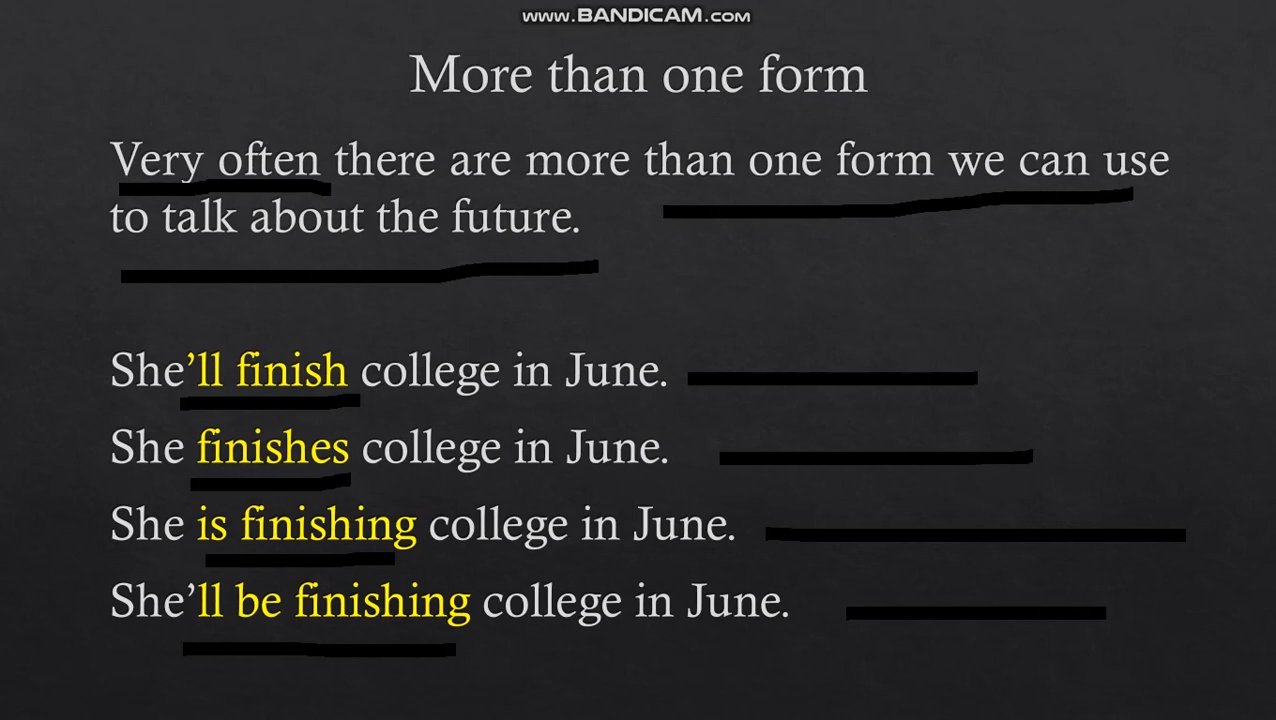 www.BANDICAM.com
More than one form
Very often there are more than one form we can use
to talk about the future.
She’ll finish college in June.
She finishes college in June.
She is finishing college in June.
She’ll be finishing college in June.